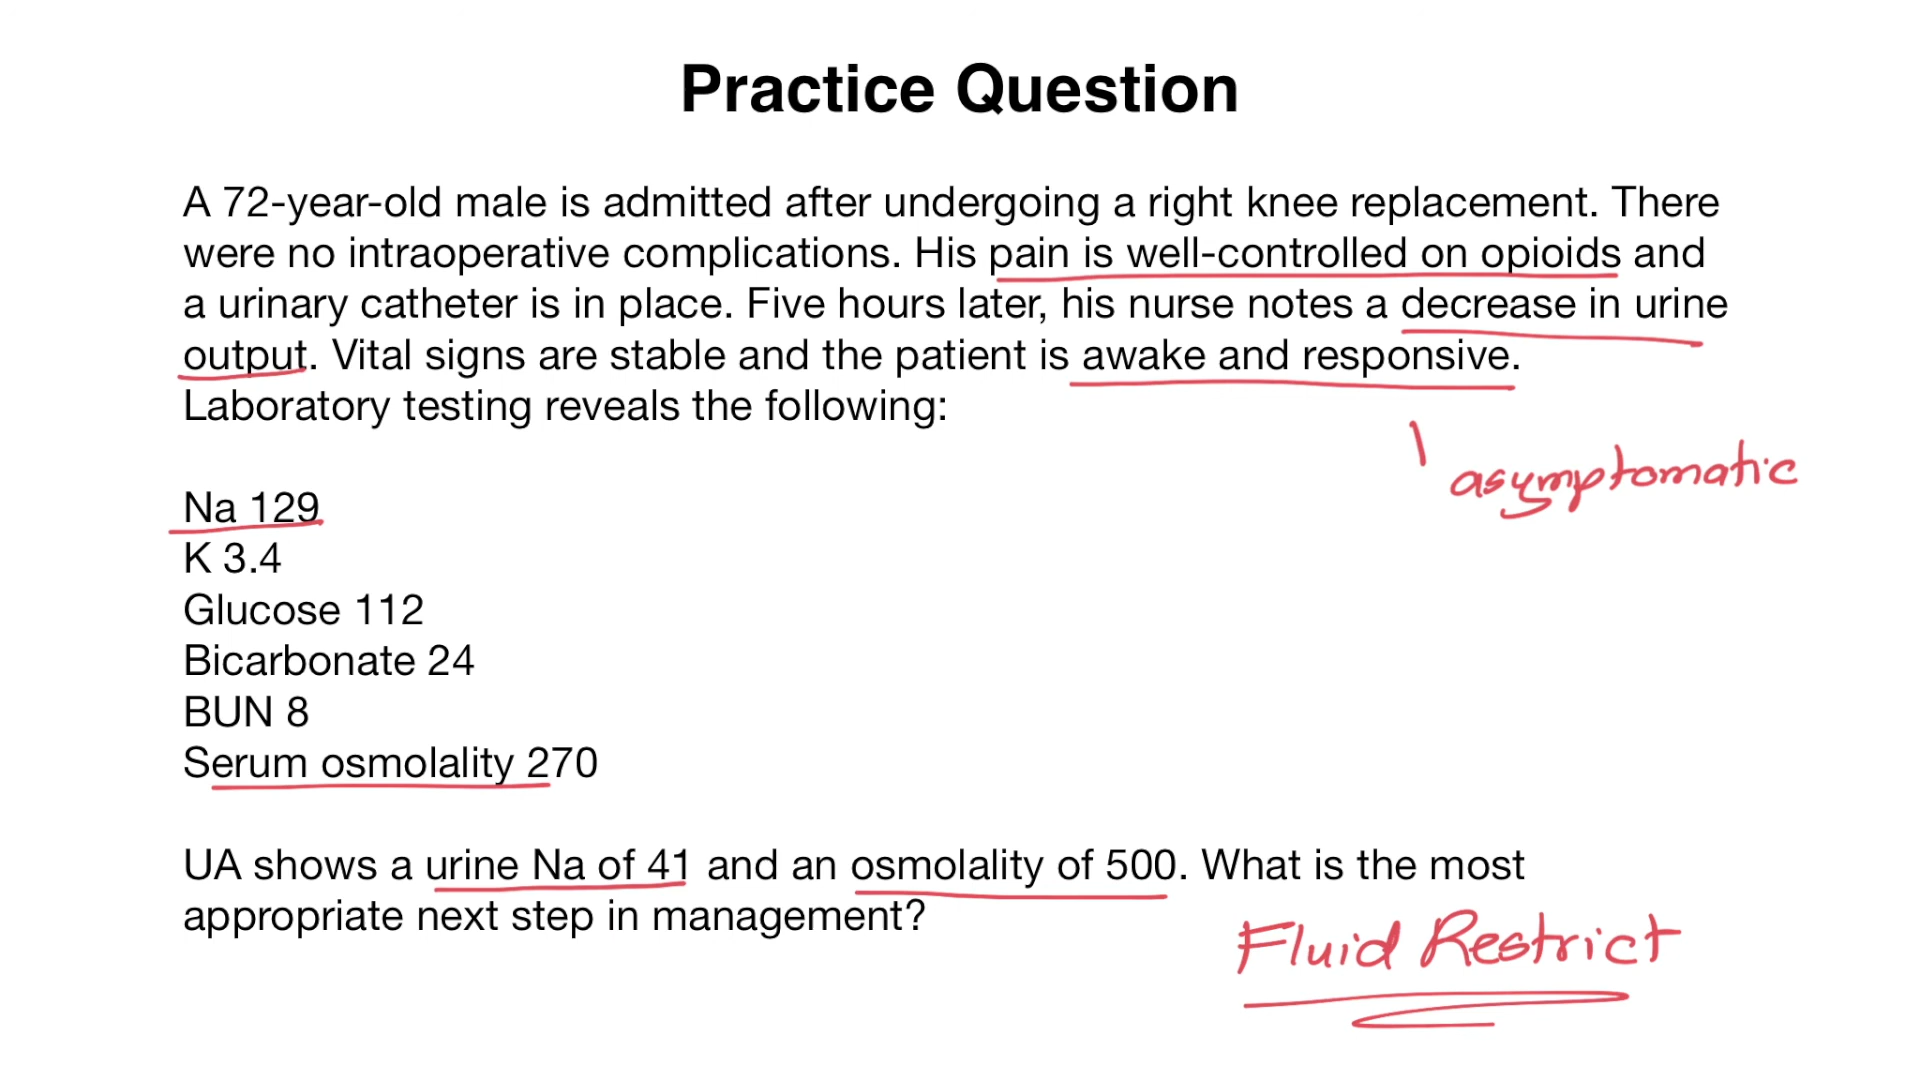 Practice Question
A 72-year-old male is admitted after undergoing a right knee replacement. There
were no intraoperative complications. His pain is well-controlled on opioids and
a urinary catheter is in place. Five hours later, his nurse notes a decrease in urine
output. Vital signs are stable and the patient is awake and responsive.
Laboratory testing reveals the following:
asymptomatic
Na 129
K 3.4
Glucose 112
Bicarbonate 24
BUN 8
Serum osmolality 270
UA shows a urine Na of 41 and an osmolality of 500. What is the most
appropriate next step in management?
Fluid Restrict